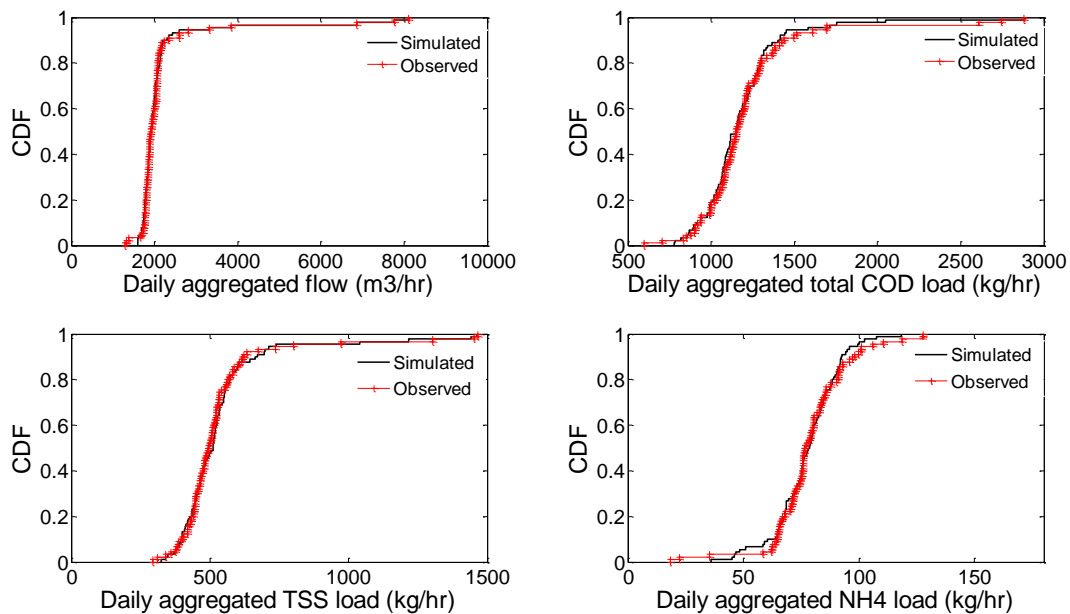 1
0.8
0.6
0.4
0.2
0
CDF
0 2000 4000 6000 8000 10000
Daily aggregated flow (m3/hr)
Simulated
Observed
1
0.8
0.6
0.4
0.2
0
CDF
500 1000 1500 2000 2500 3000
Daily aggregated total COD load (kg/hr)
Simulated
Observed
1
0.8
0.6
0.4
0.2
0
CDF
0 500 1000 1500
Daily aggregated TSS load (kg/hr)
Simulated
Observed
1
0.8
0.6
0.4
0.2
0
CDF
0 50 100 150
Daily aggregated NH4 load (kg/hr)
Simulated
Observed